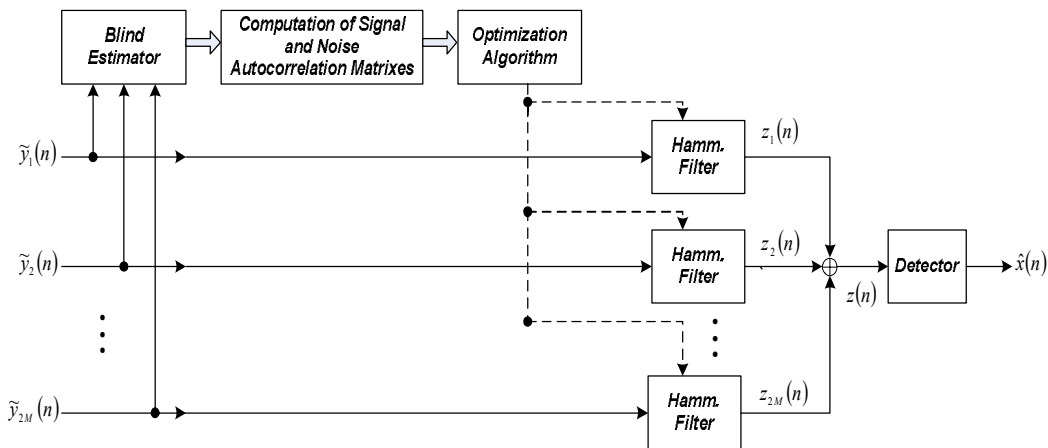 Blind
Estimator
Computation of Signal
and Noise
Autocorrelation Matrixes
Optimization
Algorithm
ỹ₁(n)
Hamm.
Filter
z₁(n)
ỹ₂(n)
Hamm.
Filter
z₂(n)
z(n)
Detector
x̂(n)
ỹ₂M(n)
Hamm.
Filter
z₂M(n)